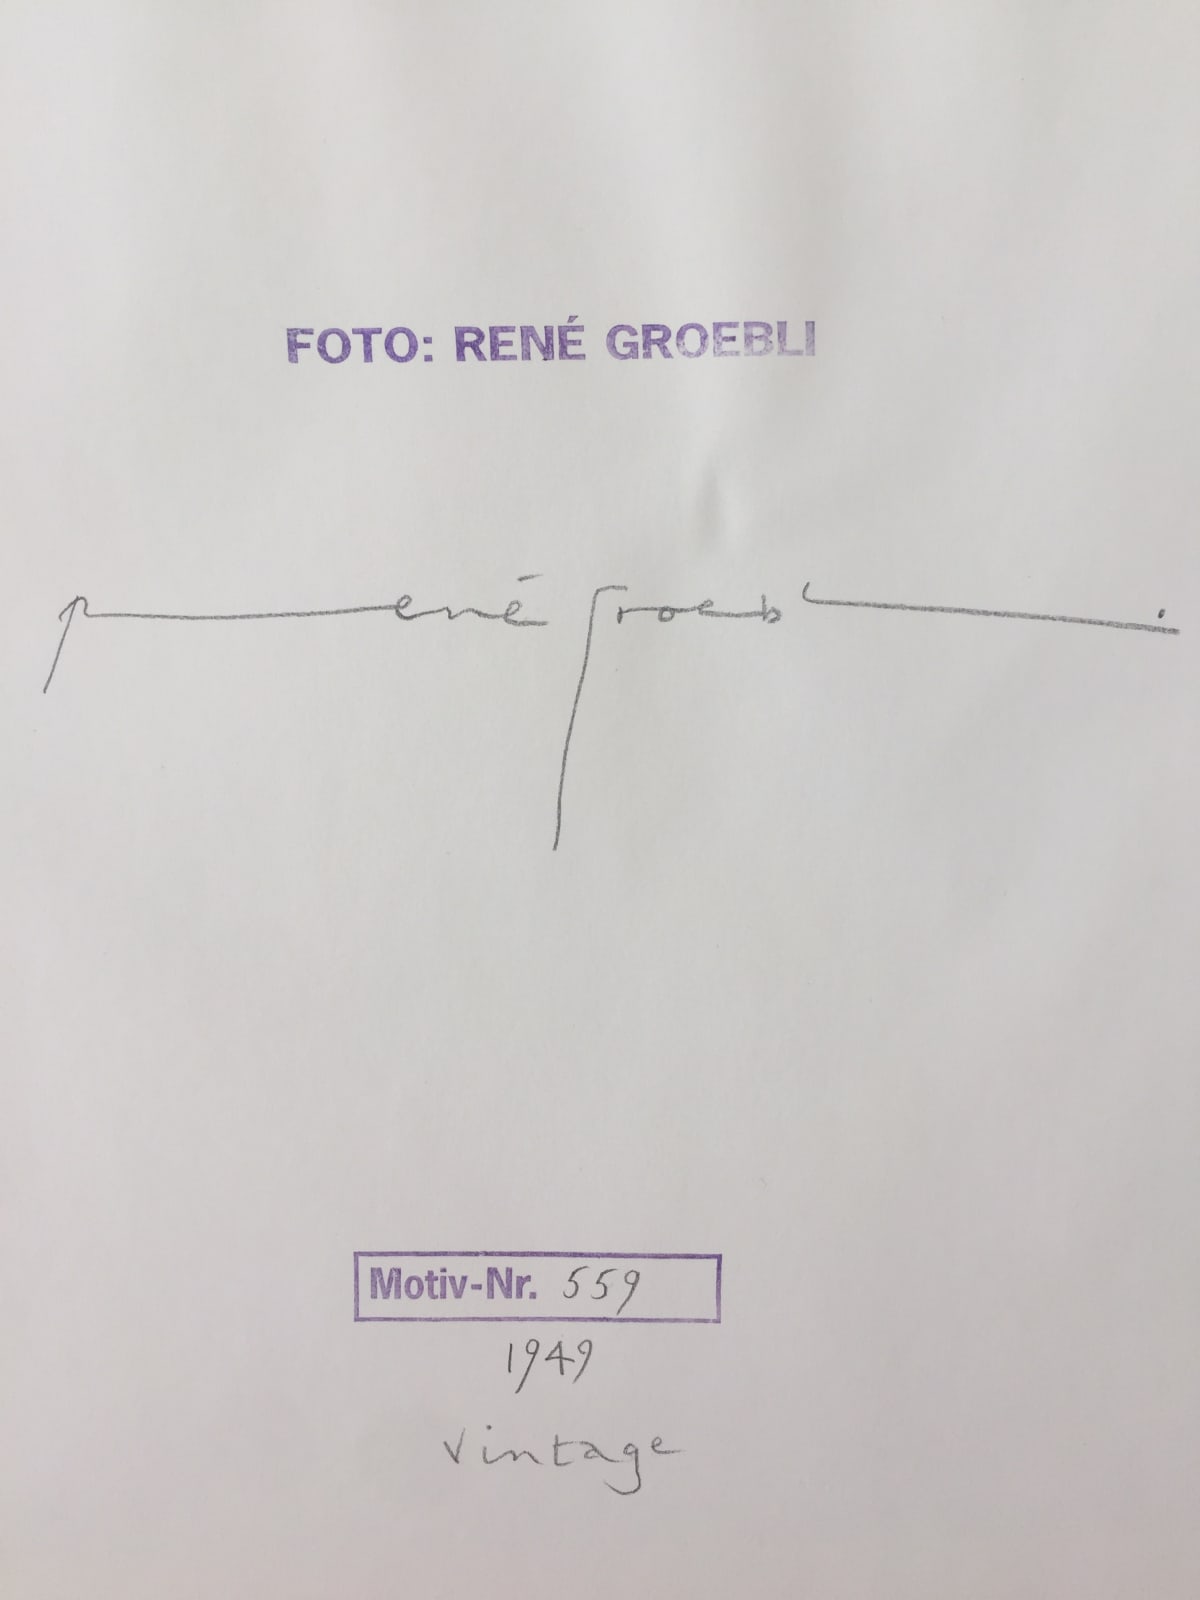 FOTO: RENÉ GROEBLI
rené groebli
Motiv-Nr. 559
1949
Vintage